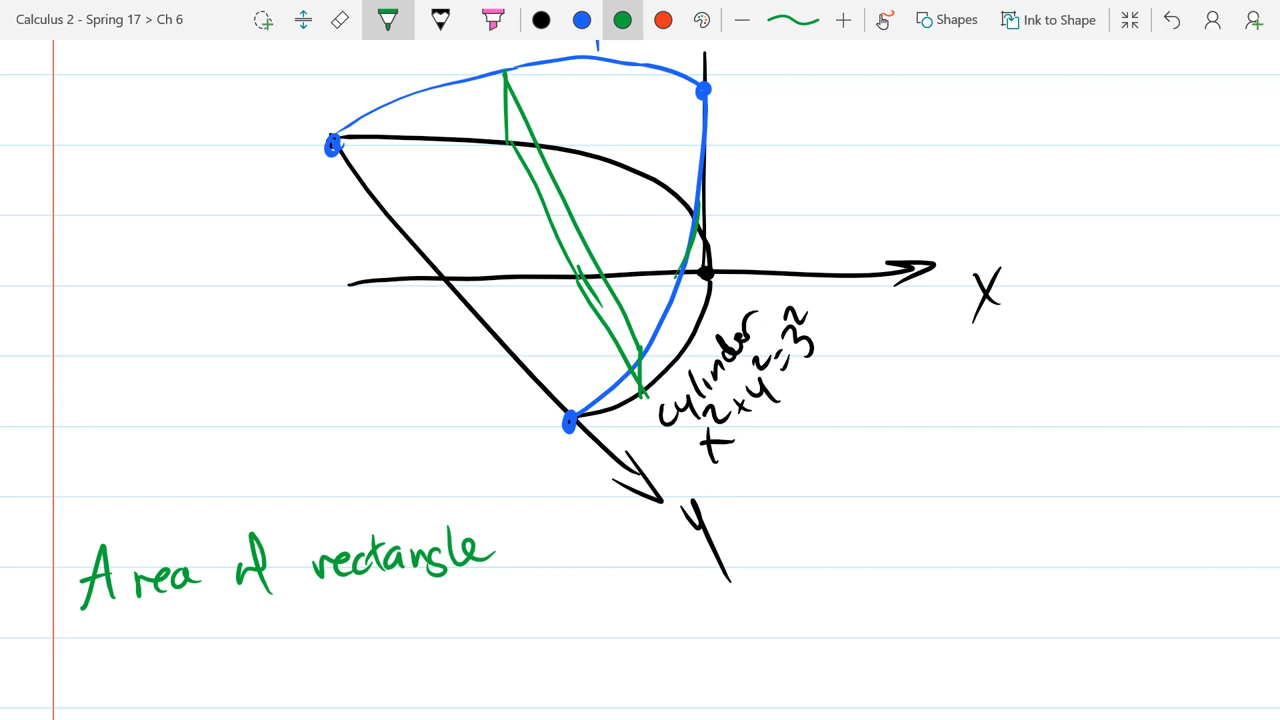 Calculus 2 - Spring 17 > Ch 6
Shapes
Ink to Shape
X
cylinder
x² + y² = 3²
y
Area of rectangle